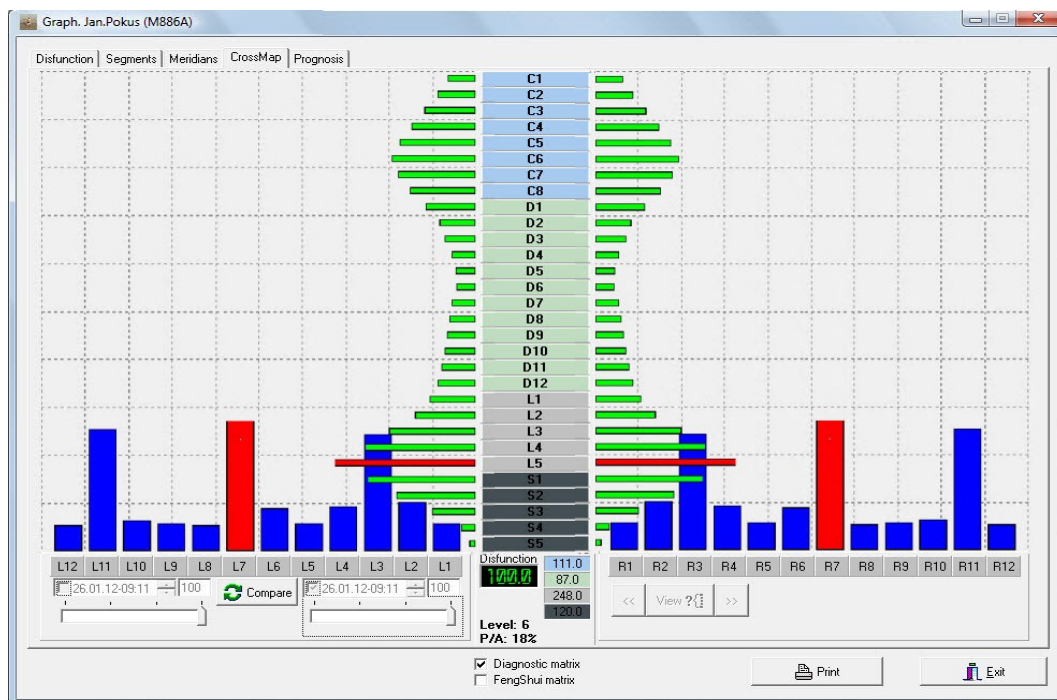 Graph. Jan.Pokus (M886A)
Disfunction Segments Meridians CrossMap Prognosis
C1
C2
C3
C4
C5
C6
C7
C8
D1
D2
D3
D4
D5
D6
D7
D8
D9
D10
D11
D12
L1
L2
L3
L4
L5
S1
S2
S3
S4
S5
L12 L11 L10 L9 L8 L7 L6 L5 L4 L3 L2 L1
R1 R2 R3 R4 R5 R6 R7 R8 R9 R10 R11 R12
26.01.12-09:11 100
Compare
26.01.12-09:11 100
Disfunction
100.0
111.0
87.0
248.0
120.0
Level: 6
P/A: 18%
<< View ?{} >>
Diagnostic matrix
FengShui matrix
Print
Exit